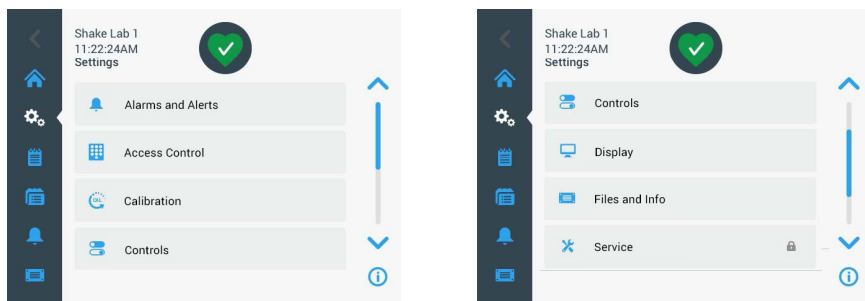 Shake Lab 1
11:22:24AM
Settings
Alarms and Alerts
Access Control
Calibration
Controls
Shake Lab 1
11:22:24AM
Settings
Controls
Display
Files and Info
Service